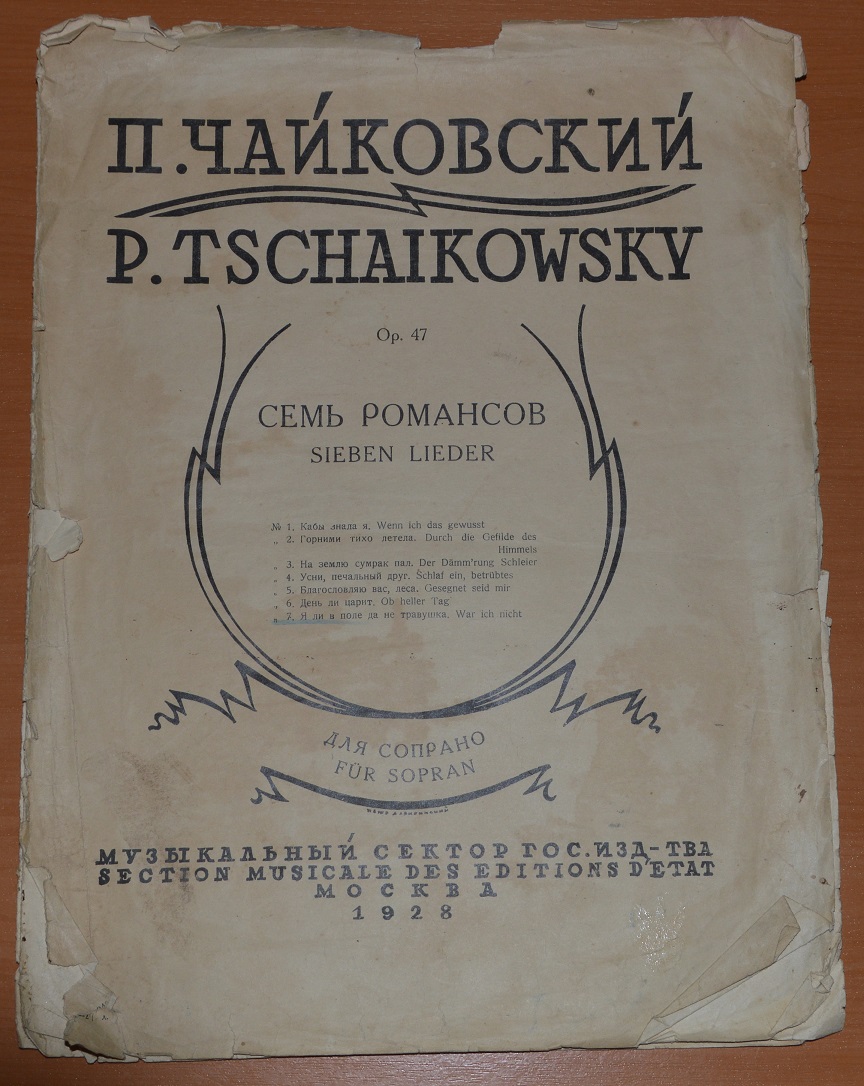 П.ЧАЙКОВСКИЙ
P.TSCHAIKOWSKY
Op. 47
СЕМЬ РОМАНСОВ
SIEBEN LIEDER
№ 1. Кабы знала я. Wenn ich das gewusst
„ 2. Горними тихо летела. Durch die Gefilde des
Himmels
„ 3. На землю сумрак пал. Der Dämm'rung Schleier
„ 4. Усни, печальный друг. Schlaf ein, betrübtes
„ 5. Благословляю вас, леса. Gesegnet seid mir
„ 6. День ли царит. Ob heller Tag
„ 7. Я ли в поле да не травушка. War ich nicht
ДЛЯ СОПРАНО
FÜR SOPRAN
МУЗЫКАЛЬНЫЙ СЕКТОР ГОС.ИЗД-ТВА
SECTION MUSICALE DES EDITIONS D'ETAT
МОСКВА
1928